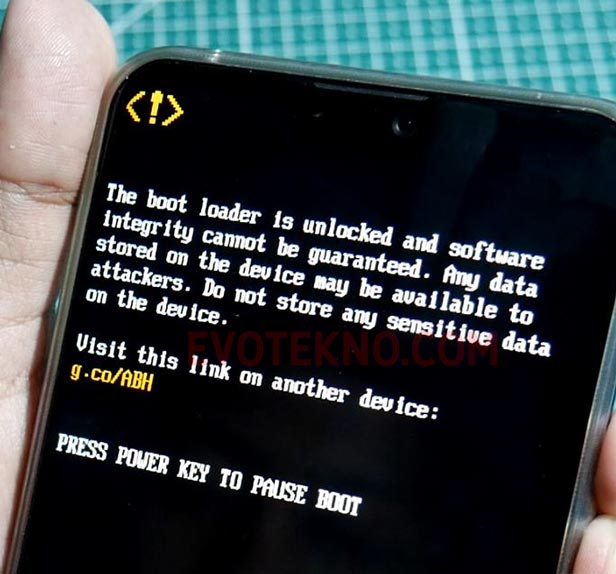 <!>
The boot loader is unlocked and software
integrity cannot be guaranteed. Any data
stored on the device may be available to
attackers. Do not store any sensitive data
on the device.
EVOTEKNO.COM
Visit this link on another device:
g.co/ABH
PRESS POWER KEY TO PAUSE BOOT